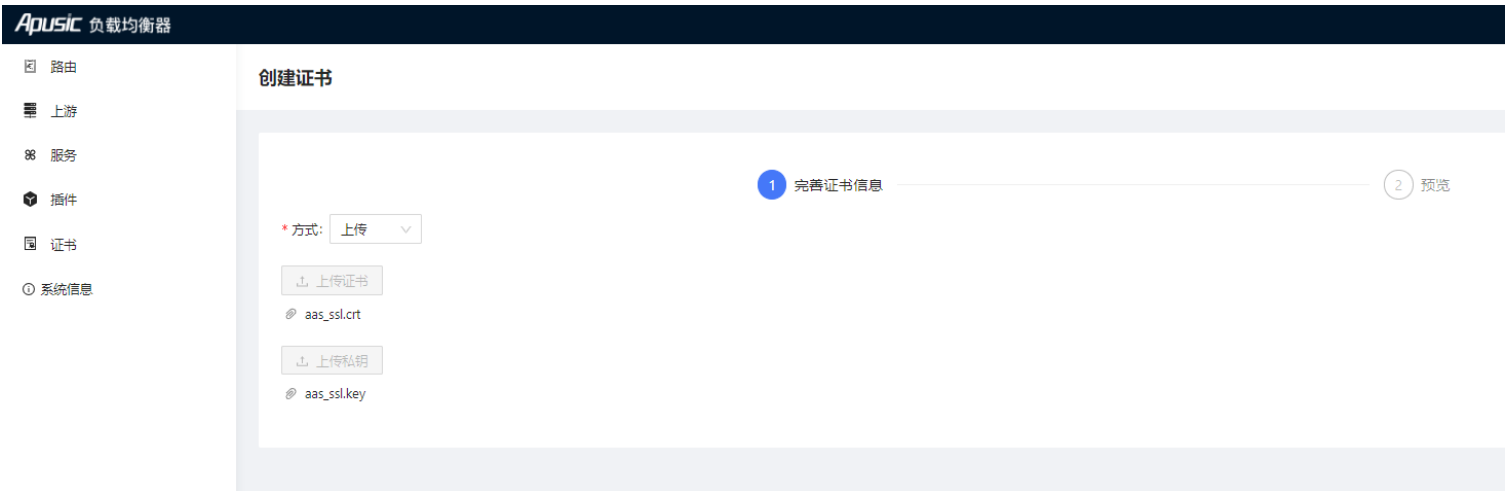 Apusic 负载均衡器
路由
上游
服务
插件
证书
系统信息
创建证书
1 完善证书信息
2 预览
* 方式: 上传
上传证书
aas_ssl.crt
上传私钥
aas_ssl.key